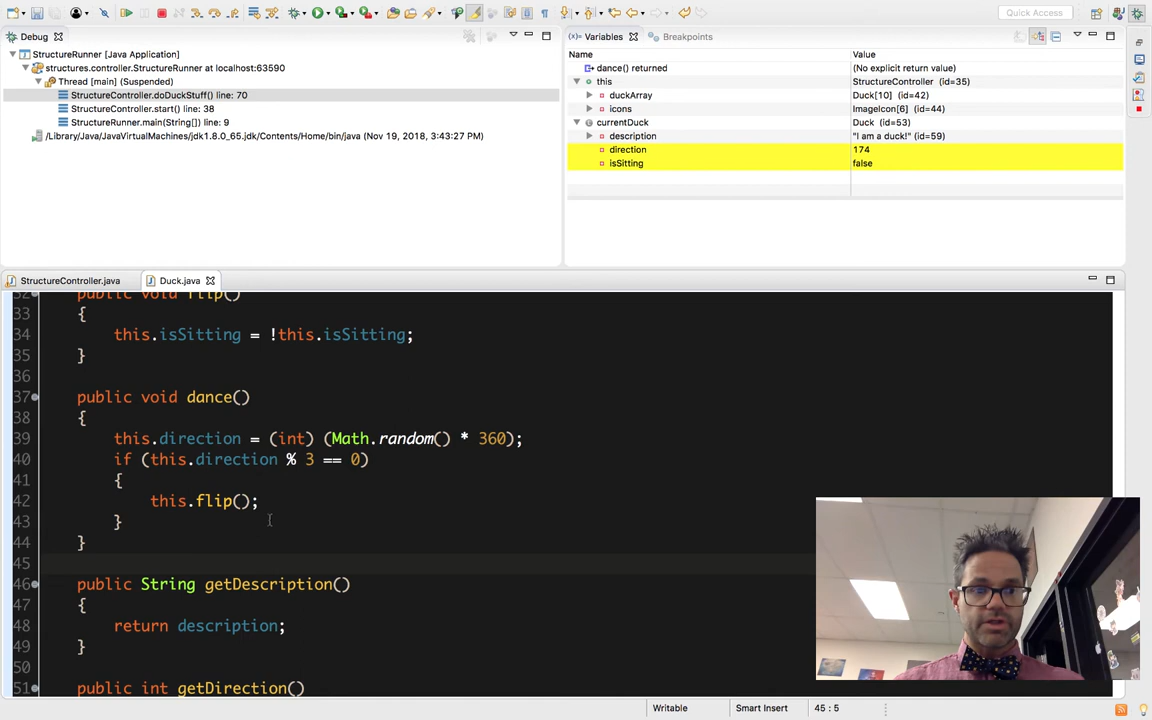 Quick Access
Debug
StructureRunner [Java Application]
structures.controller.StructureRunner at localhost:63590
Thread [main] (Suspended)
StructureController.doDuckStuff() line: 70
StructureController.start() line: 38
StructureRunner.main(String[]) line: 9
/Library/Java/JavaVirtualMachines/jdk1.8.0_65.jdk/Contents/Home/bin/java (Nov 19, 2018, 3:43:27 PM)
Variables Breakpoints
Name Value
dance() returned (No explicit return value)
this StructureController (id=35)
duckArray Duck[10] (id=42)
icons ImageIcon[6] (id=44)
currentDuck Duck (id=53)
description "I am a duck!" (id=59)
direction 174
isSitting false
StructureController.java Duck.java
32 public void flip()
33 {
34 this.isSitting = !this.isSitting;
35 }
36
37 public void dance()
38 {
39 this.direction = (int) (Math.random() * 360);
40 if (this.direction % 3 == 0)
41 {
42 this.flip();
43 }
44 }
45
46 public String getDescription()
47 {
48 return description;
49 }
50
51 public int getDirection()
Writable Smart Insert 45 : 5